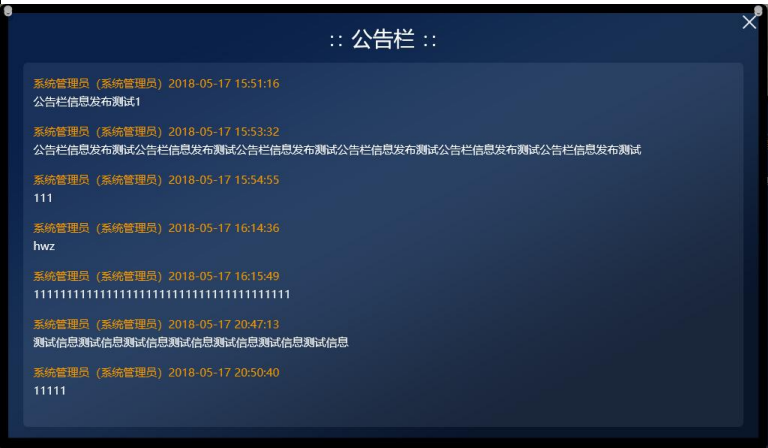 :: 公告栏 ::
系统管理员（系统管理员）2018-05-17 15:51:16
公告栏信息发布测试1
系统管理员（系统管理员）2018-05-17 15:53:32
公告栏信息发布测试公告栏信息发布测试公告栏信息发布测试公告栏信息发布测试公告栏信息发布测试公告栏信息发布测试
系统管理员（系统管理员）2018-05-17 15:54:55
111
系统管理员（系统管理员）2018-05-17 16:14:36
hwz
系统管理员（系统管理员）2018-05-17 16:15:49
111111111111111111111111111111111111111
系统管理员（系统管理员）2018-05-17 20:47:13
测试信息测试信息测试信息测试信息测试信息测试信息测试信息
系统管理员（系统管理员）2018-05-17 20:50:40
11111